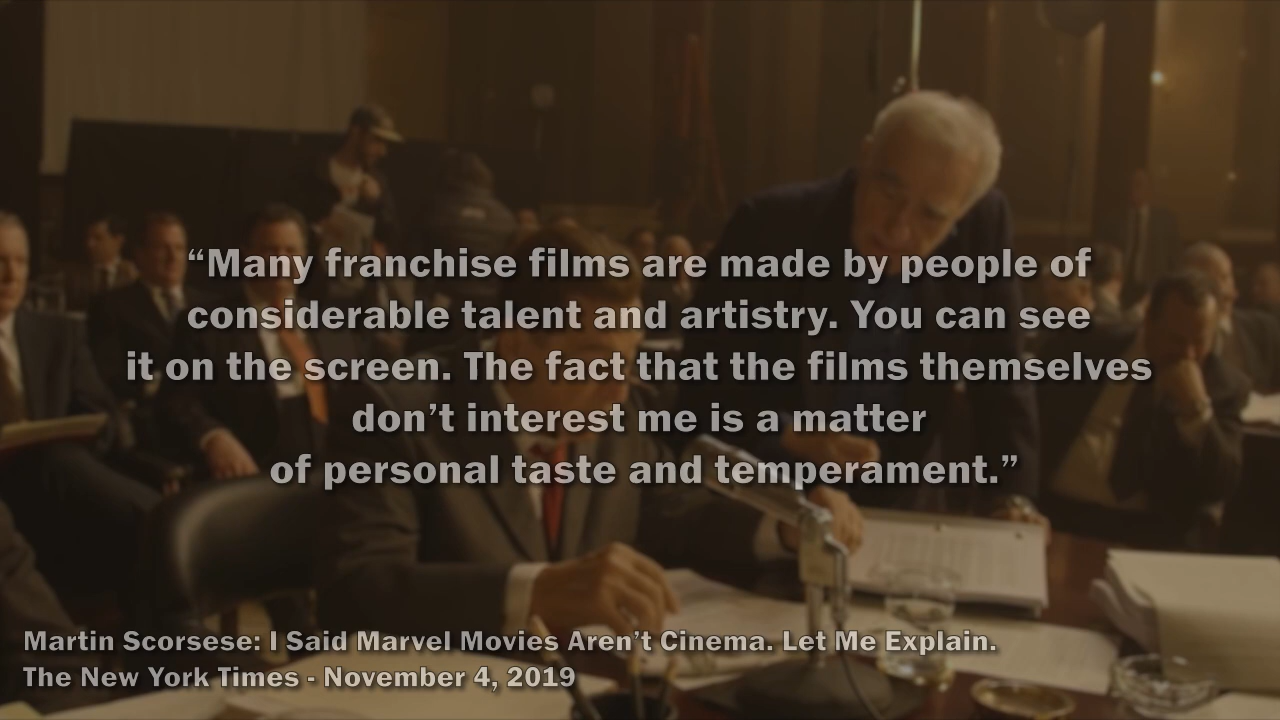 “Many franchise films are made by people of
considerable talent and artistry. You can see
it on the screen. The fact that the films themselves
don’t interest me is a matter
of personal taste and temperament.”
Martin Scorsese: I Said Marvel Movies Aren’t Cinema. Let Me Explain.
The New York Times - November 4, 2019